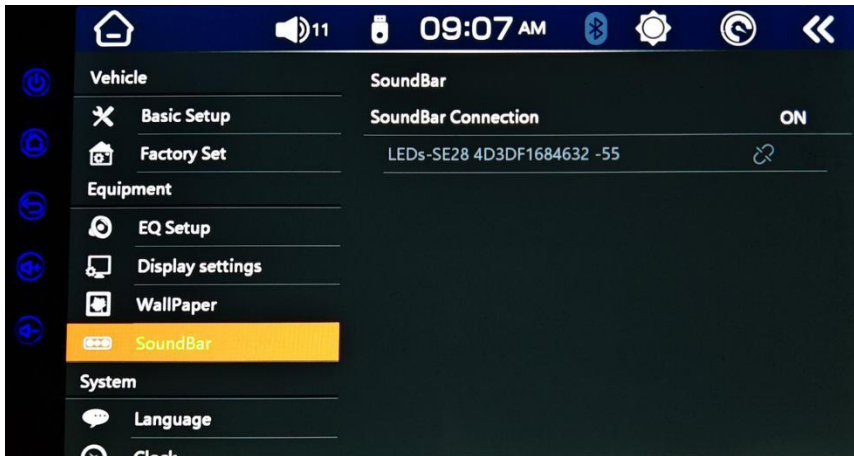 11
09:07 AM
Vehicle
Basic Setup
Factory Set
Equipment
EQ Setup
Display settings
WallPaper
SoundBar
System
Language
Clock
SoundBar
SoundBar Connection ON
LEDs-SE28 4D3DF1684632 -55